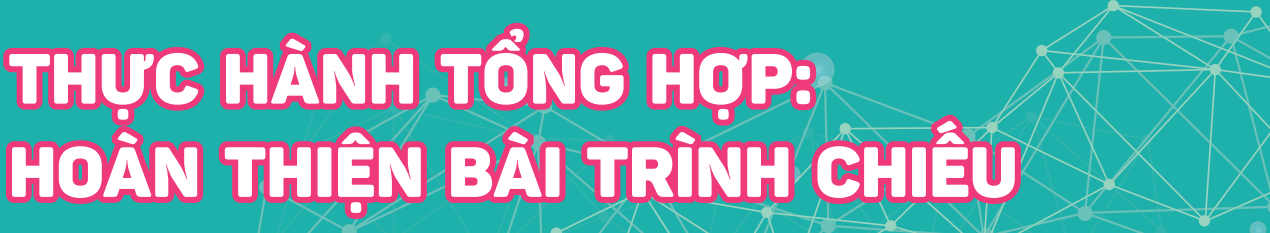 THỰC HÀNH TỔNG HỢP:
HOÀN THIỆN BÀI TRÌNH CHIẾU